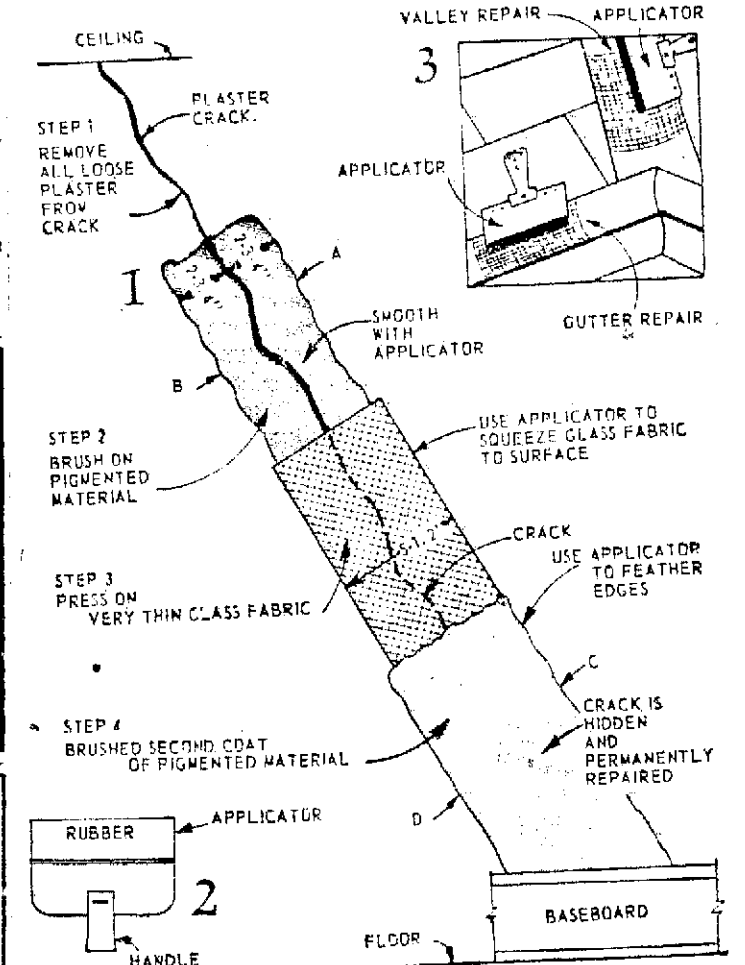 CEILING
PLASTER
CRACK.
STEP 1
REMOVE
ALL LOOSE
PLASTER
FROM
CRACK
VALLEY REPAIR
APPLICATOR
3
APPLICATOR
GUTTER REPAIR
1
A
SMOOTH
WITH
APPLICATOR
B
STEP 2
BRUSH ON
PIGMENTED
MATERIAL
USE APPLICATOR TO
SQUEEZE GLASS FABRIC
TO SURFACE
CRACK
USE APPLICATOR
TO FEATHER
EDGES
STEP 3
PRESS ON
VERY THIN GLASS FABRIC
C
CRACK IS
HIDDEN
AND
PERMANENTLY
REPAIRED
STEP 4
BRUSHED SECOND COAT
OF PIGMENTED MATERIAL
D
RUBBER
APPLICATOR
2
HANDLE
BASEBOARD
FLOOR